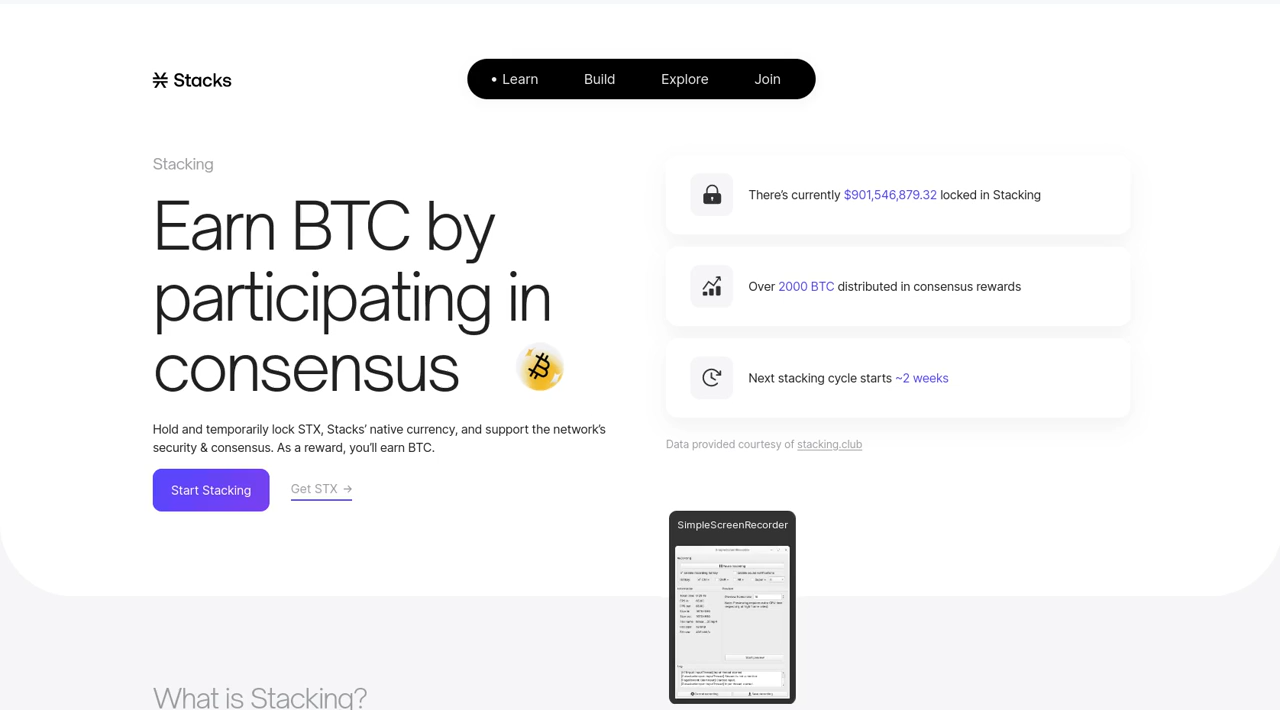 Stacks
Learn
Build
Explore
Join
Stacking
Earn BTC by
participating in
consensus
Hold and temporarily lock STX, Stacks’ native currency, and support the network’s
security & consensus. As a reward, you’ll earn BTC.
Start Stacking
Get STX →
There’s currently $901,546,879.32 locked in Stacking
Over 2000 BTC distributed in consensus rewards
Next stacking cycle starts ~2 weeks
Data provided courtesy of stacking.club
SimpleScreenRecorder
What is Stacking?